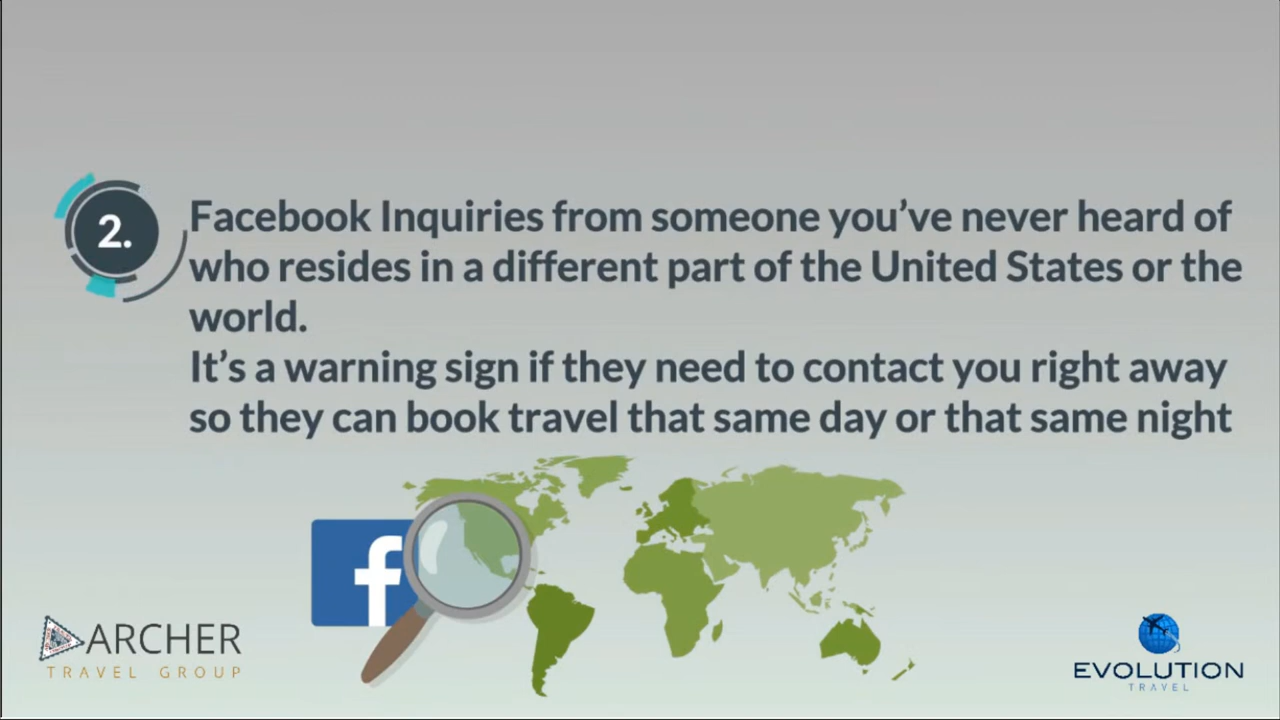 2.
Facebook Inquiries from someone you’ve never heard of
who resides in a different part of the United States or the
world.
It’s a warning sign if they need to contact you right away
so they can book travel that same day or that same night
f
ARCHER
TRAVEL GROUP
EVOLUTION
TRAVEL